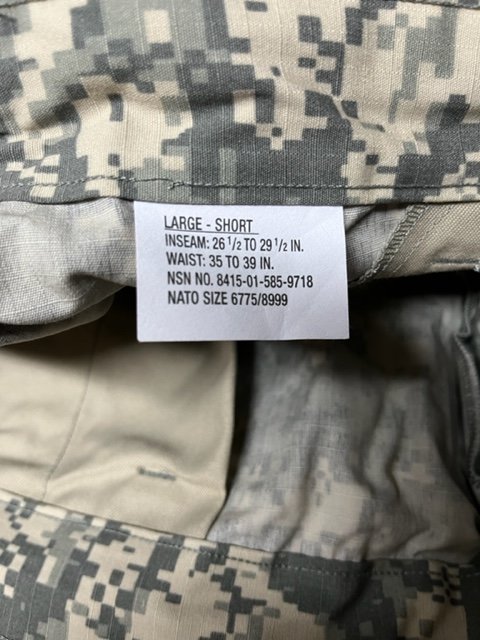 LARGE - SHORT
INSEAM: 26 1/2 TO 29 1/2 IN.
WAIST: 35 TO 39 IN.
NSN NO. 8415-01-585-9718
NATO SIZE 6775/8999